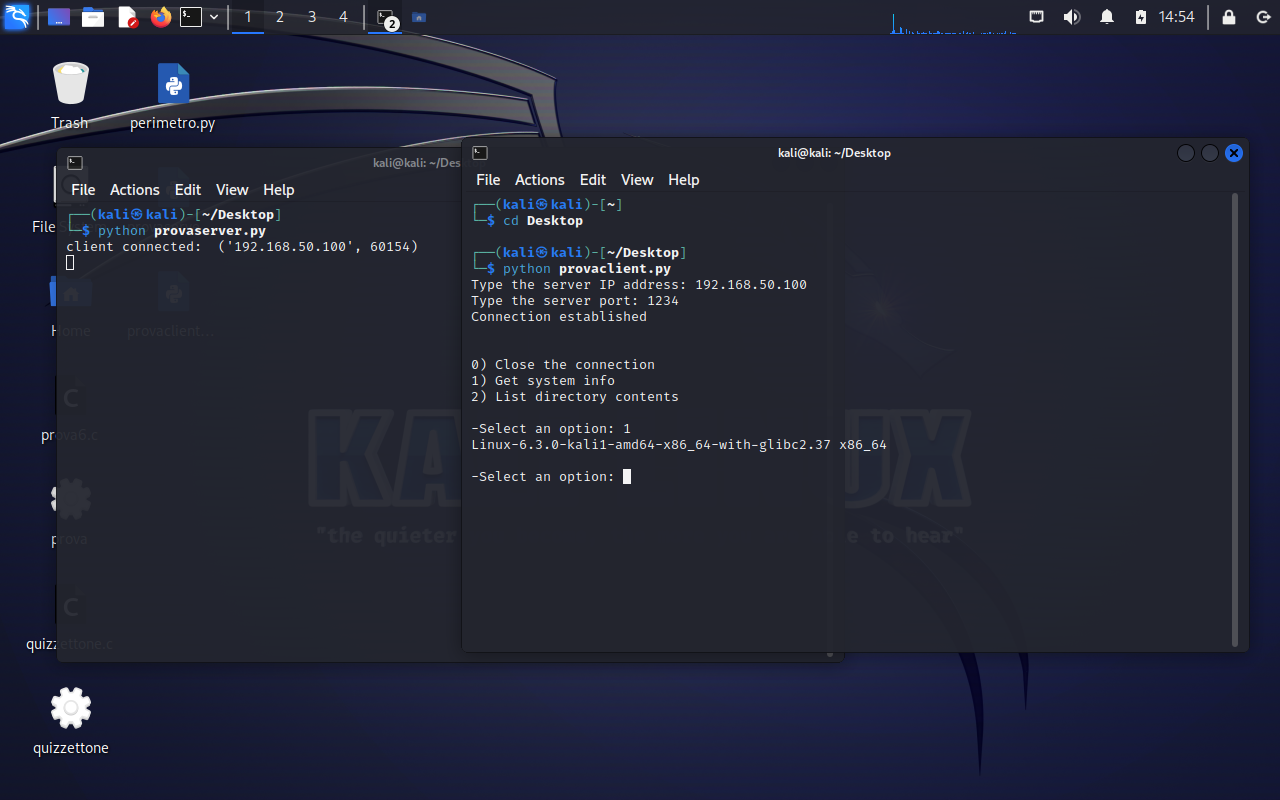 1 2 3 4 2 14:54
Trash
perimetro.py
File S
Home
provaclient...
prova6.c
prova
quizzettone.c
quizzettone
kali@kali: ~/Des
File Actions Edit View Help
┌──(kali㉿kali)-[~/Desktop]
└─$ python provaserver.py
client connected:  ('192.168.50.100', 60154)
kali@kali: ~/Desktop
File Actions Edit View Help
┌──(kali㉿kali)-[~]
└─$ cd Desktop
┌──(kali㉿kali)-[~/Desktop]
└─$ python provaclient.py
Type the server IP address: 192.168.50.100
Type the server port: 1234
Connection established
0) Close the connection
1) Get system info
2) List directory contents
-Select an option: 1
Linux-6.3.0-kali1-amd64-x86_64-with-glibc2.37 x86_64
-Select an option:
KA UX
"the quieter e to hear"